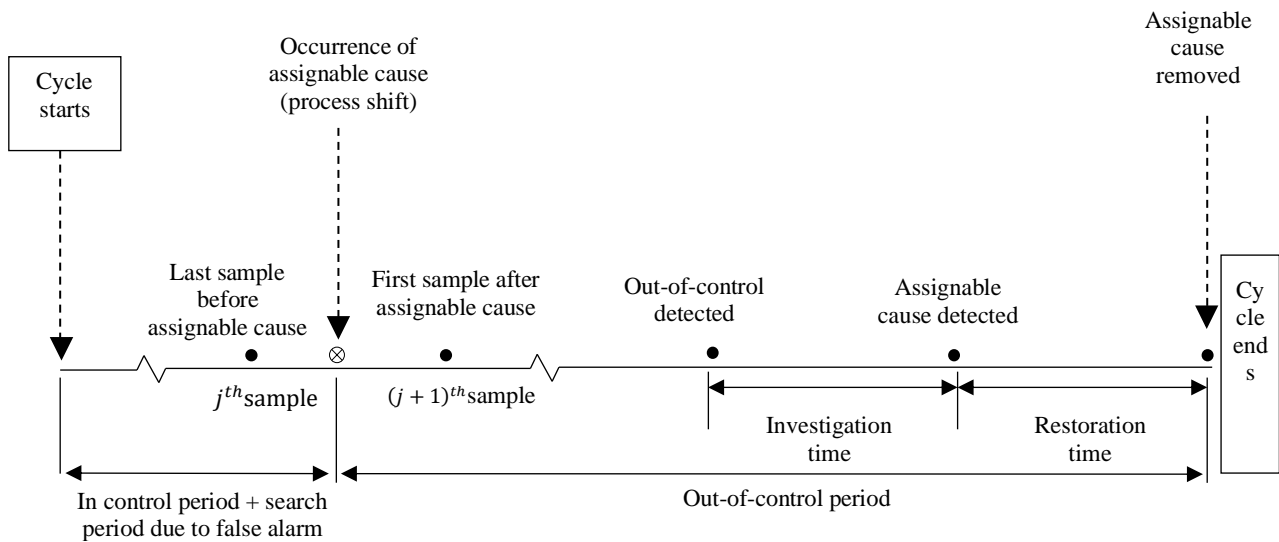 Cycle
starts
Occurrence of
assignable cause
(process shift)
Assignable
cause
removed
Last sample
before
assignable cause
First sample after
assignable cause
Out-of-control
detected
Assignable
cause detected
Cy
cle
end
s
j^{th} sample
(j + 1)^{th} sample
Investigation
time
Restoration
time
In control period + search
period due to false alarm
Out-of-control period